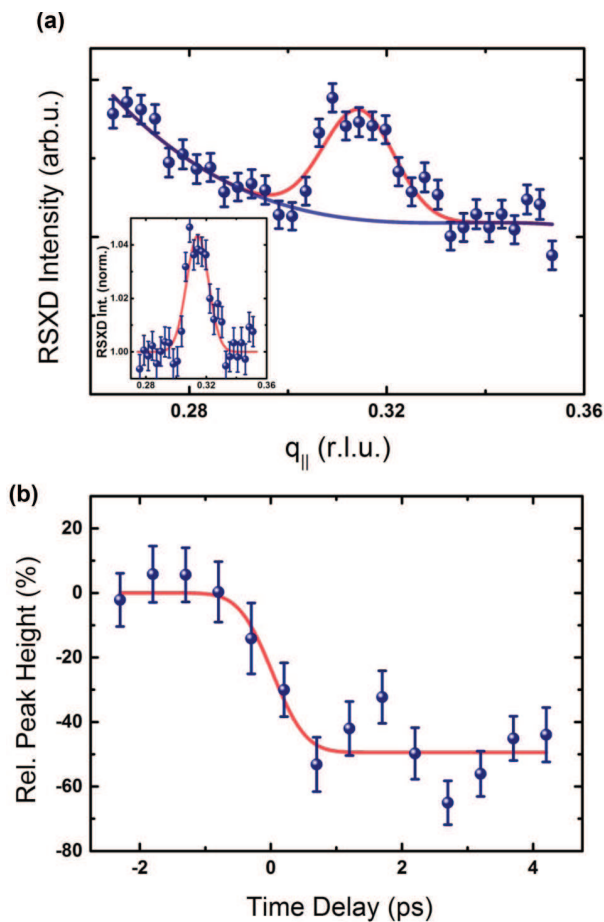 (a)
RSXD Intensity (arb.u.)
RSXD Int. (norm.)
1.04
1.02
1.00
0.28 0.32 0.36
0.28 0.32 0.36
q|| (r.l.u.)
(b)
Rel. Peak Height (%)
20
0
-20
-40
-60
-80
-2 0 2 4
Time Delay (ps)